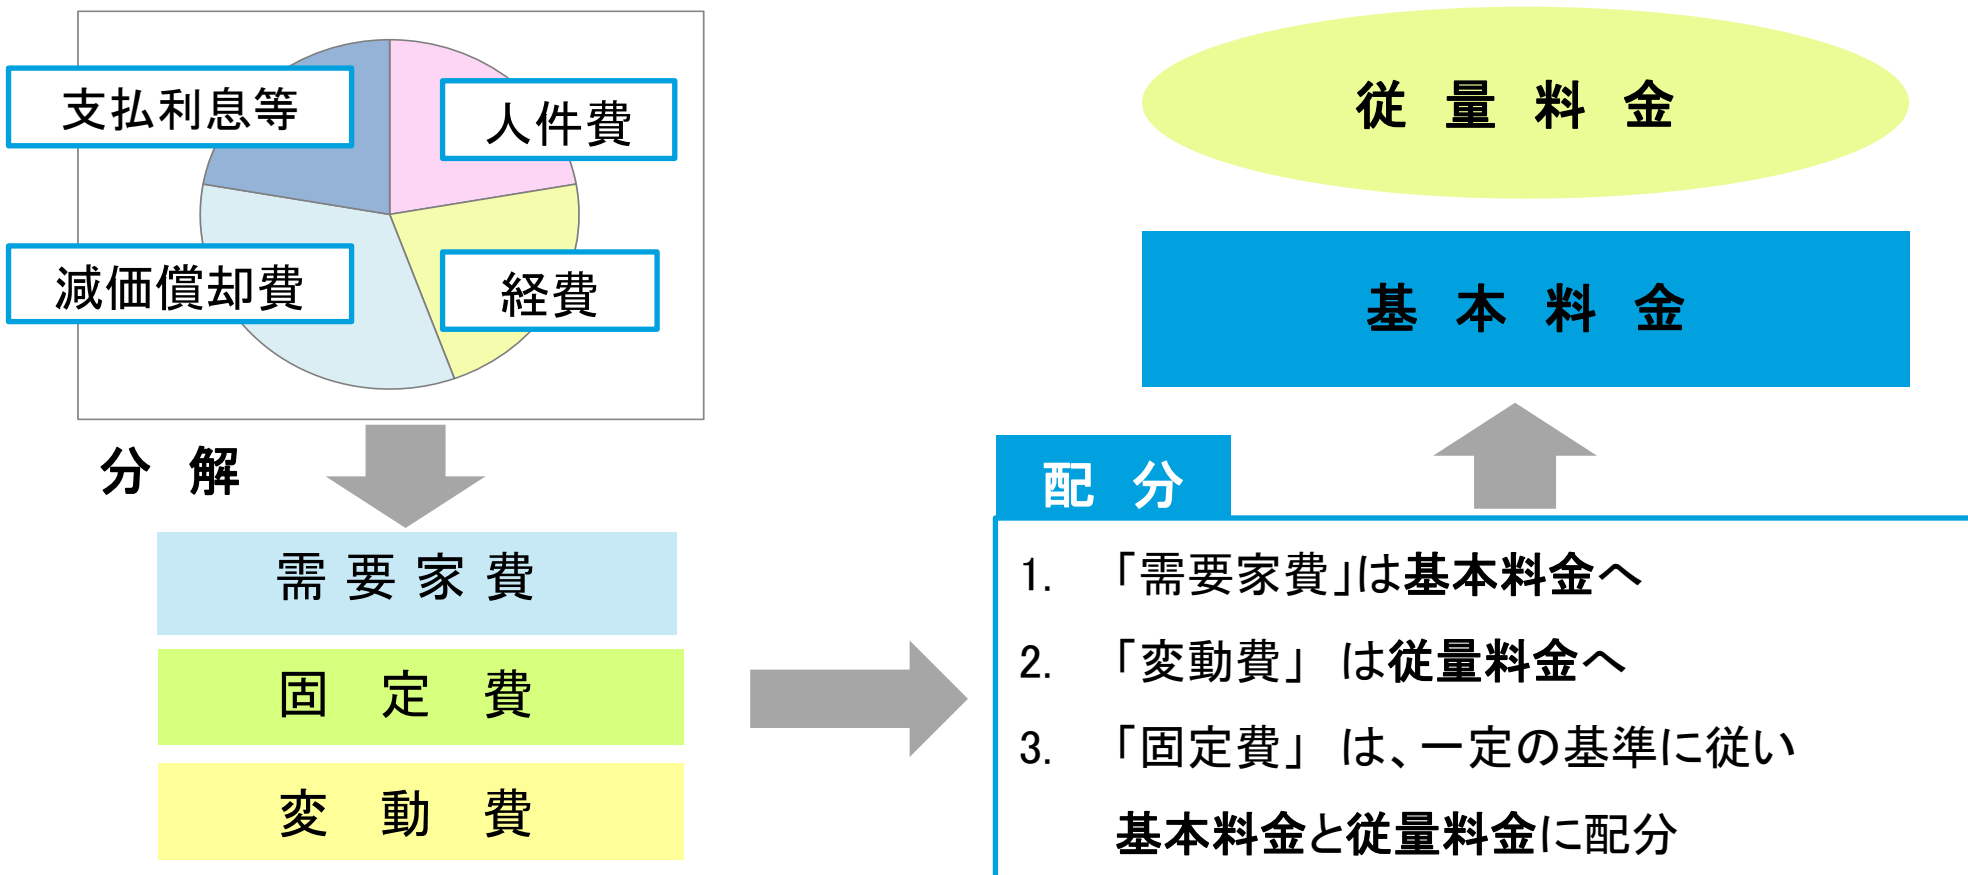 支払利息等
人件費
減価償却費
経費
分 解
需要家費
固 定 費
変 動 費
従 量 料 金
基 本 料 金
配 分
1. 「需要家費」は基本料金へ
2. 「変動費」 は従量料金へ
3. 「固定費」 は、一定の基準に従い
基本料金と従量料金に配分